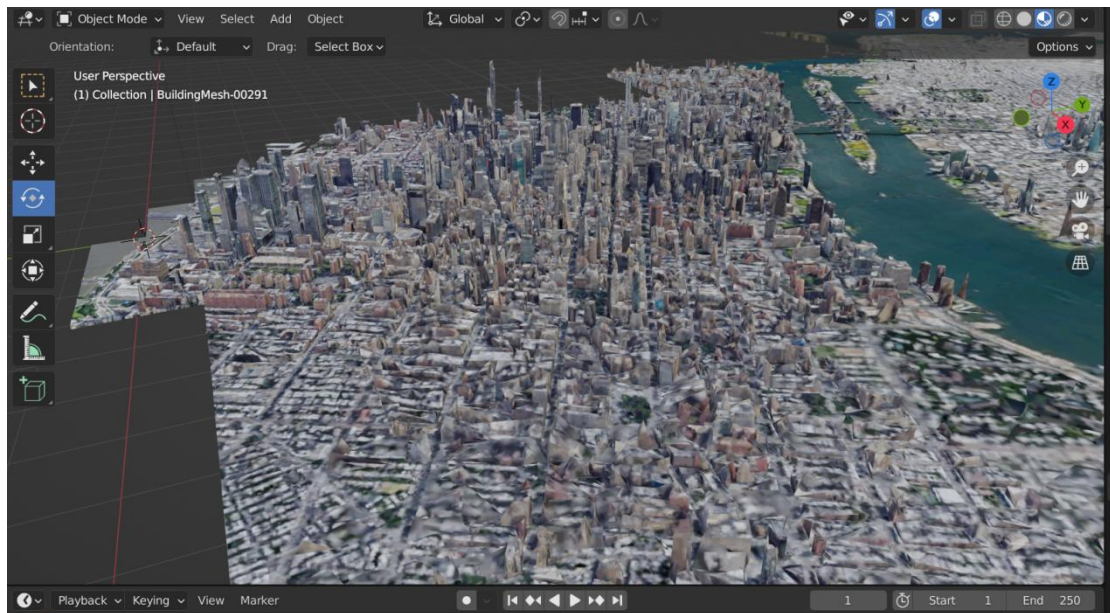 Object Mode View Select Add Object Global
Orientation: Default Drag: Select Box Options
User Perspective
(1) Collection | BuildingMesh-00291
Z
Y
X
Playback Keying View Marker 1 Start 1 End 250